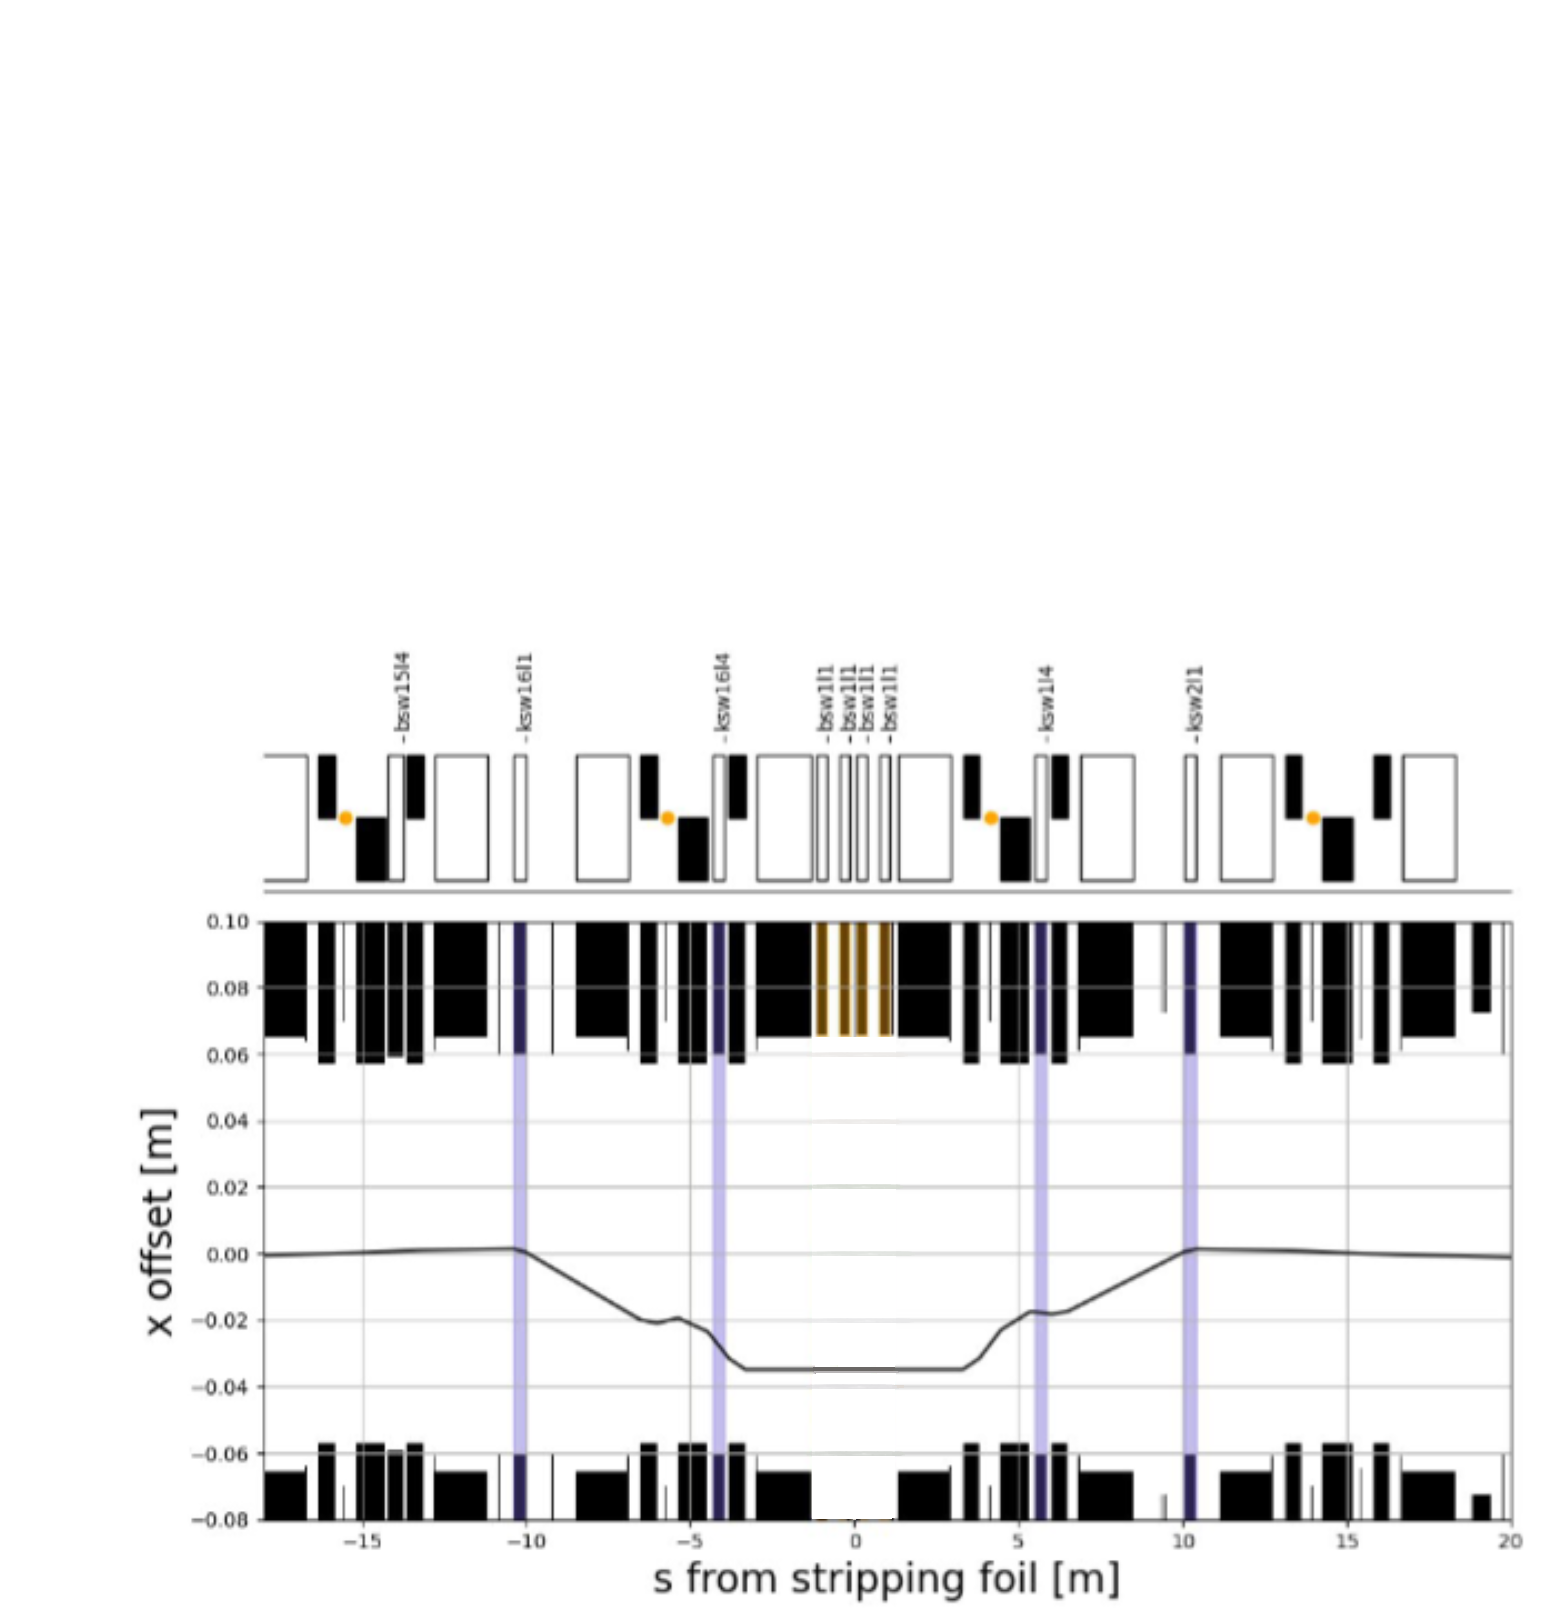 bsw15l4
ksw16l1
ksw16l4
bsw1l1
bsw1l1
bsw1l1
bsw1l1
ksw1l4
ksw2l1
0.10
0.08
0.06
0.04
0.02
0.00
−0.02
−0.04
−0.06
−0.08
x offset [m]
−15 −10 −5 0 5 10 15 20
s from stripping foil [m]